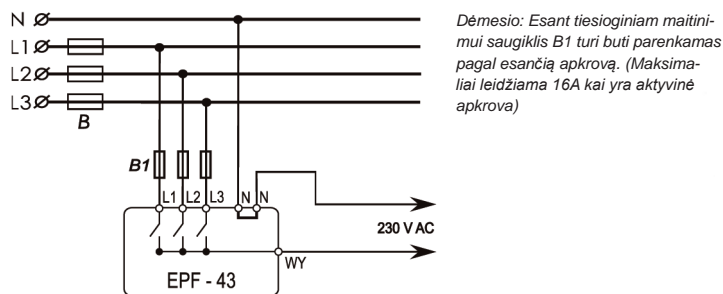 N
L1
L2
L3
B
B1
L1 L2 L3 N N
230 V AC
WY
EPF - 43
Dėmesio: Esant tiesioginiam maitini-
mui saugiklis B1 turi buti parenkamas
pagal esančią apkrovą. (Maksima-
liai leidžiama 16A kai yra aktyvinė
apkrova)